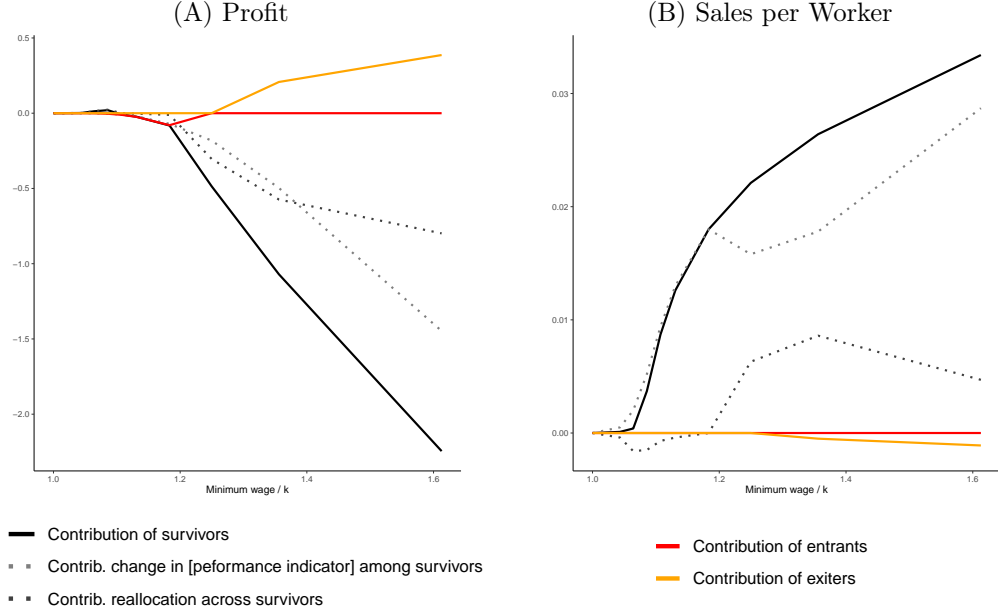 (A) Profit
0.5
0.0
−0.5
−1.0
−1.5
−2.0
1.0
1.2
1.4
1.6
Minimum wage / k
(B) Sales per Worker
0.03
0.02
0.01
0.00
1.0
1.2
1.4
1.6
Minimum wage / k
Contribution of survivors
Contrib. change in [peformance indicator] among survivors
Contrib. reallocation across survivors
Contribution of entrants
Contribution of exiters